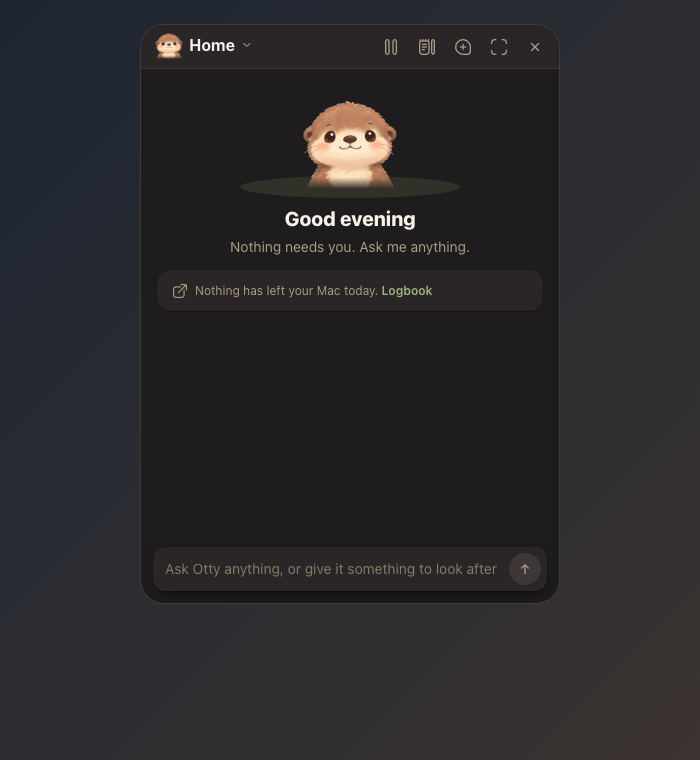 Home
Good evening
Nothing needs you. Ask me anything.
Nothing has left your Mac today. Logbook
Ask Otty anything, or give it something to look after